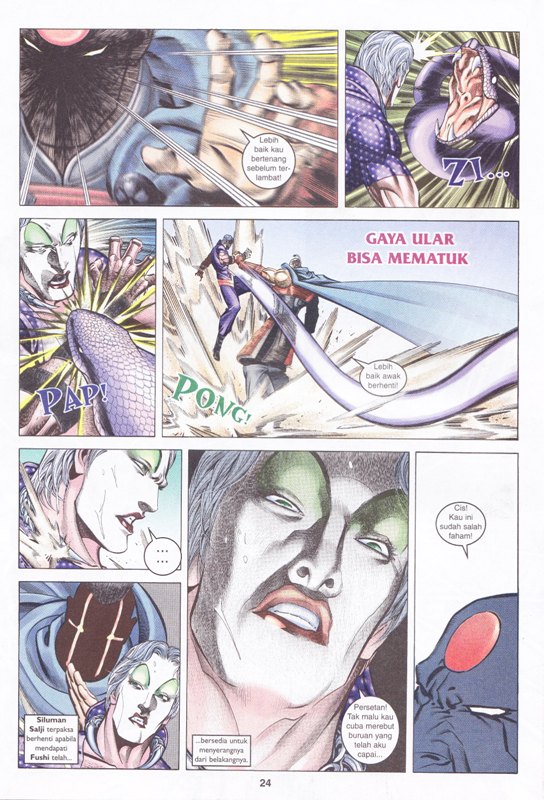 Lebih
baik kau
bertenang
sebelum ter-
lambat!
ZI...
PAP!
GAYA ULAR
BISA MEMATUK
Lebih
baik awak
berhenti!
PONG!
...
...
Siluman
Salji terpaksa
berhenti apabila
mendapati
Fushi telah...
...bersedia untuk
menyerangnya
dari belakangnya.
Persetan!
Tak malu kau
cuba merebut
buruan yang
telah aku
capai...
Cis!
Kau ini
sudah salah
faham!
24